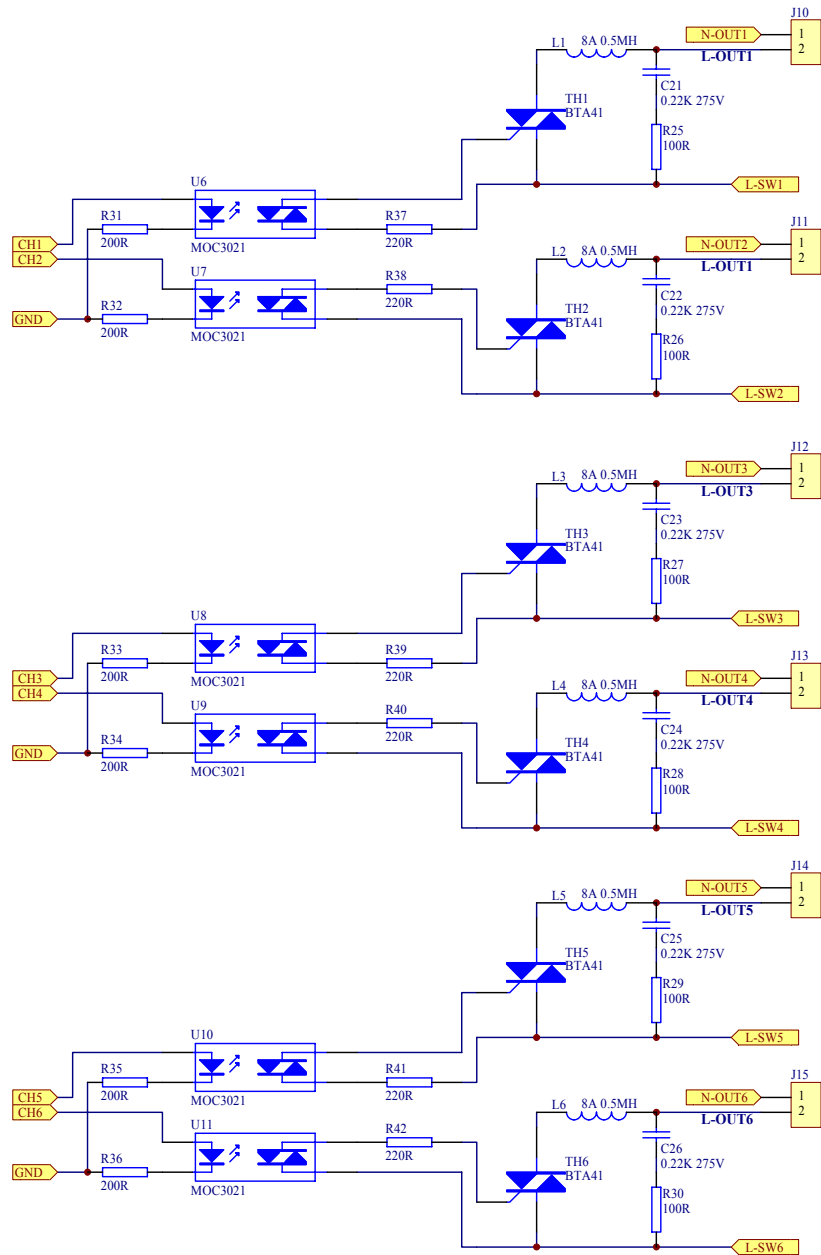 J10
N-OUT1
1
L1
8A 0.5MH
L-OUT1
2
C21
0.22K 275V
TH1
BTA41
R25
100R
U6
L-SW1
R31
R37
CH1
200R
220R
MOC3021
J11
N-OUT2
1
CH2
L2
8A 0.5MH
L-OUT1
2
U7
R38
C22
0.22K 275V
R32
220R
TH2
BTA41
GND
200R
MOC3021
R26
100R
L-SW2
J12
N-OUT3
1
L3
8A 0.5MH
L-OUT3
2
C23
0.22K 275V
TH3
BTA41
R27
100R
U8
L-SW3
R33
R39
CH3
200R
220R
MOC3021
J13
N-OUT4
1
CH4
L4
8A 0.5MH
L-OUT4
2
U9
R40
C24
0.22K 275V
R34
220R
TH4
BTA41
GND
200R
MOC3021
R28
100R
L-SW4
J14
N-OUT5
1
L5
8A 0.5MH
L-OUT5
2
C25
0.22K 275V
TH5
BTA41
R29
100R
U10
L-SW5
R35
R41
CH5
200R
220R
MOC3021
J15
N-OUT6
1
CH6
L6
8A 0.5MH
L-OUT6
2
U11
R42
C26
0.22K 275V
R36
220R
TH6
BTA41
GND
200R
MOC3021
R30
100R
L-SW6